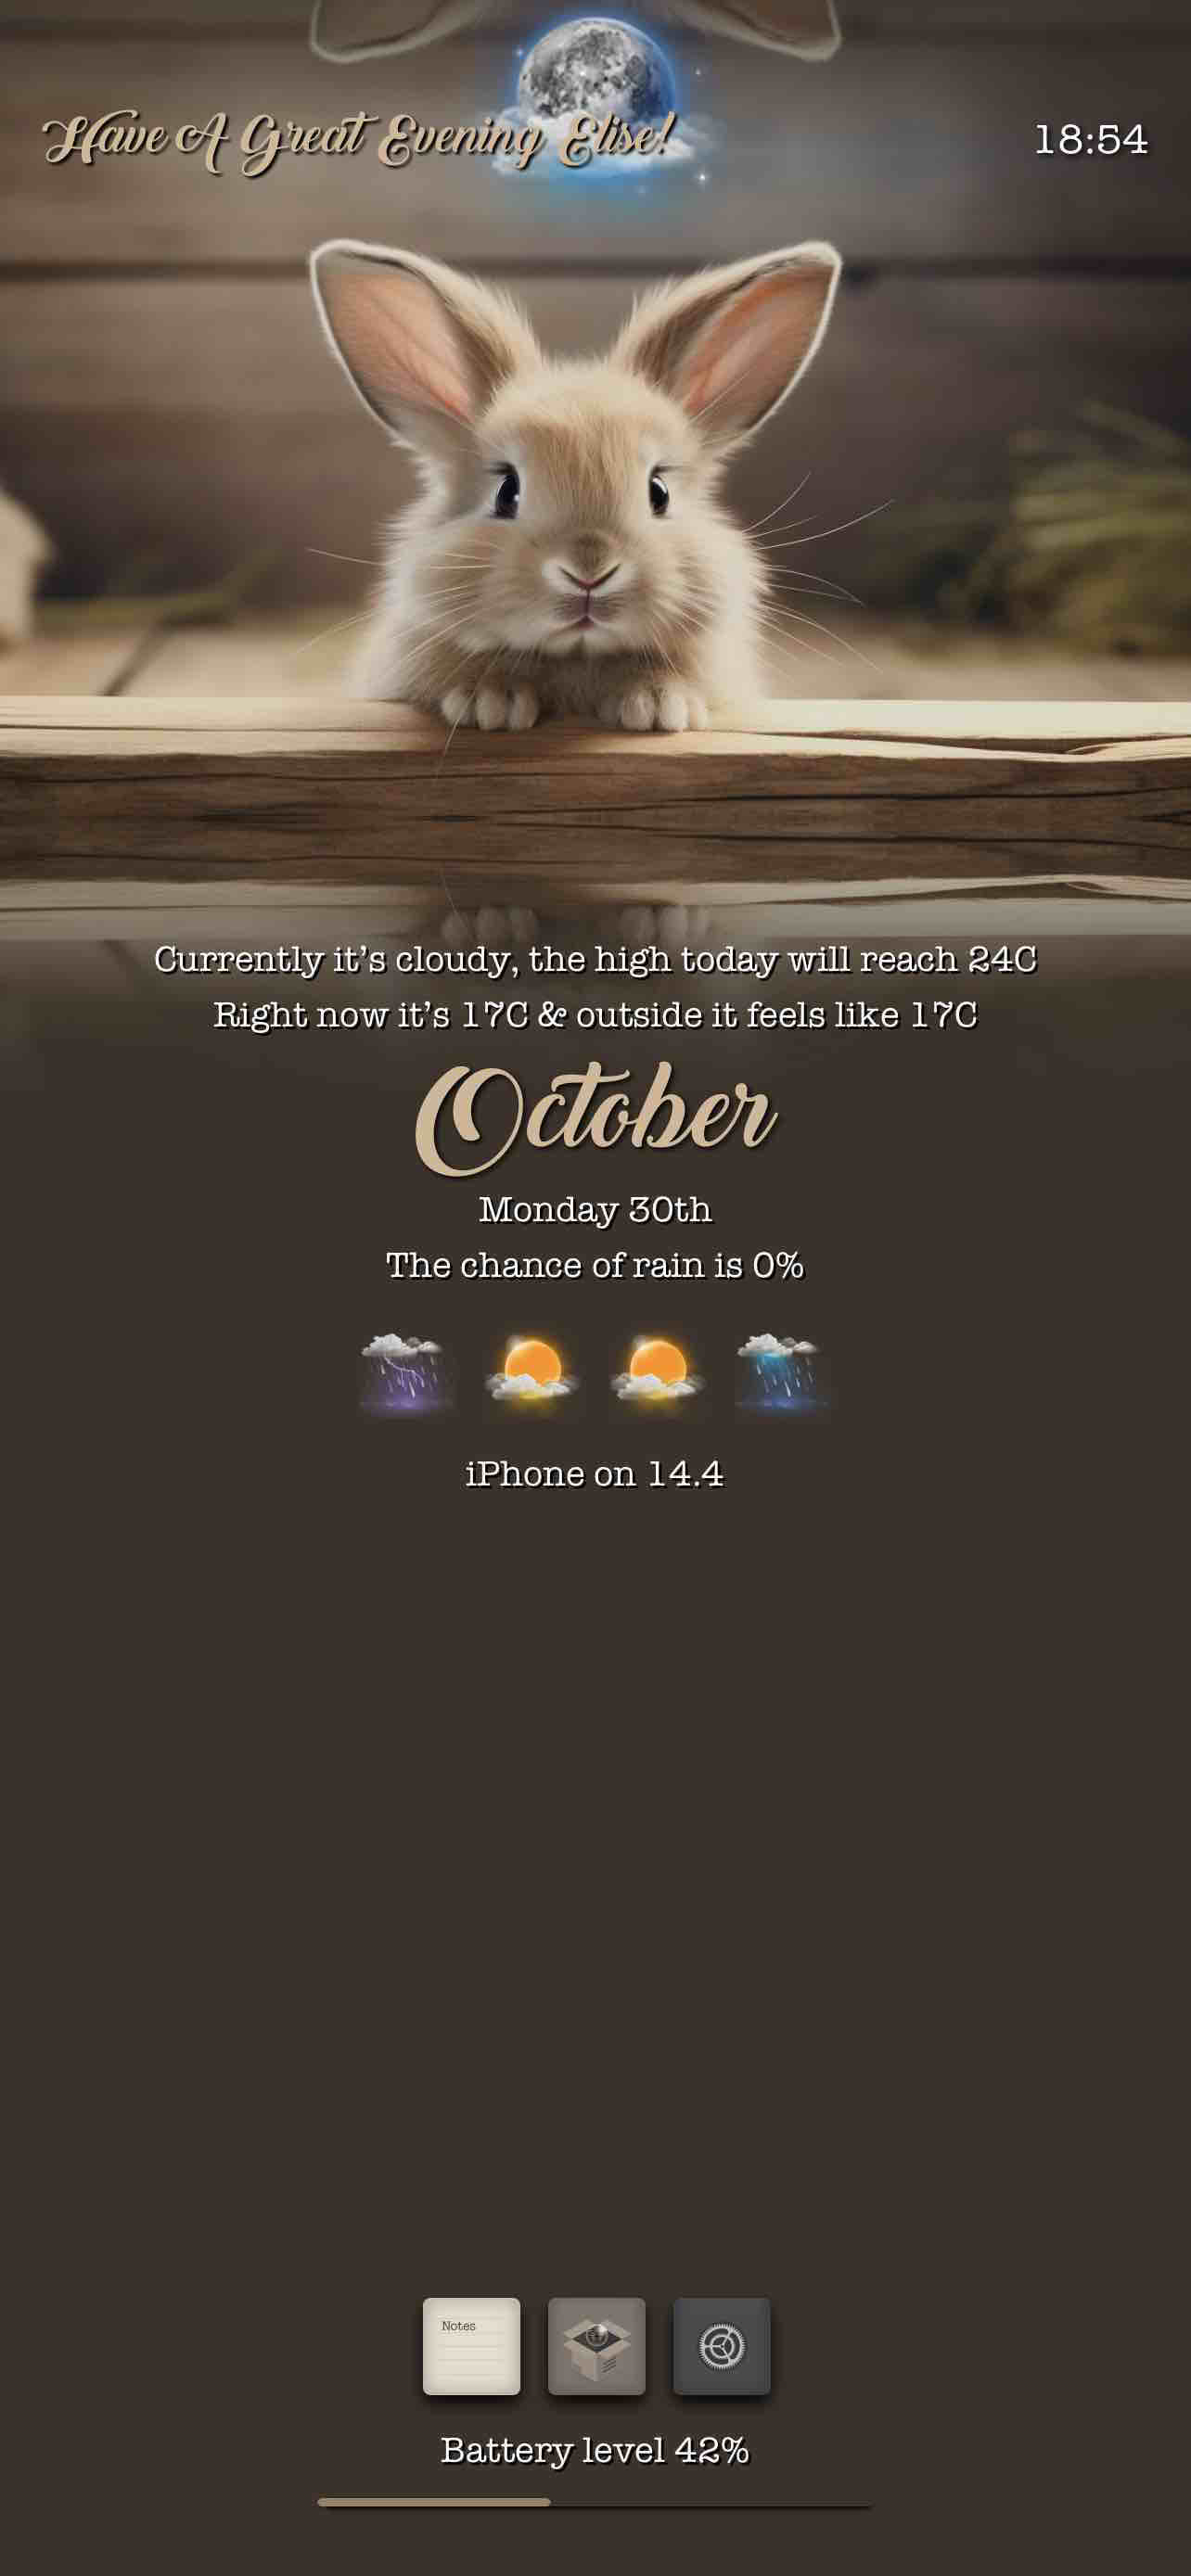 Have A Great Evening Elise!
18:54
Currently it's cloudy, the high today will reach 24C
Right now it's 17C & outside it feels like 17C
October
Monday 30th
The chance of rain is 0%
iPhone on 14.4
Notes
Battery level 42%